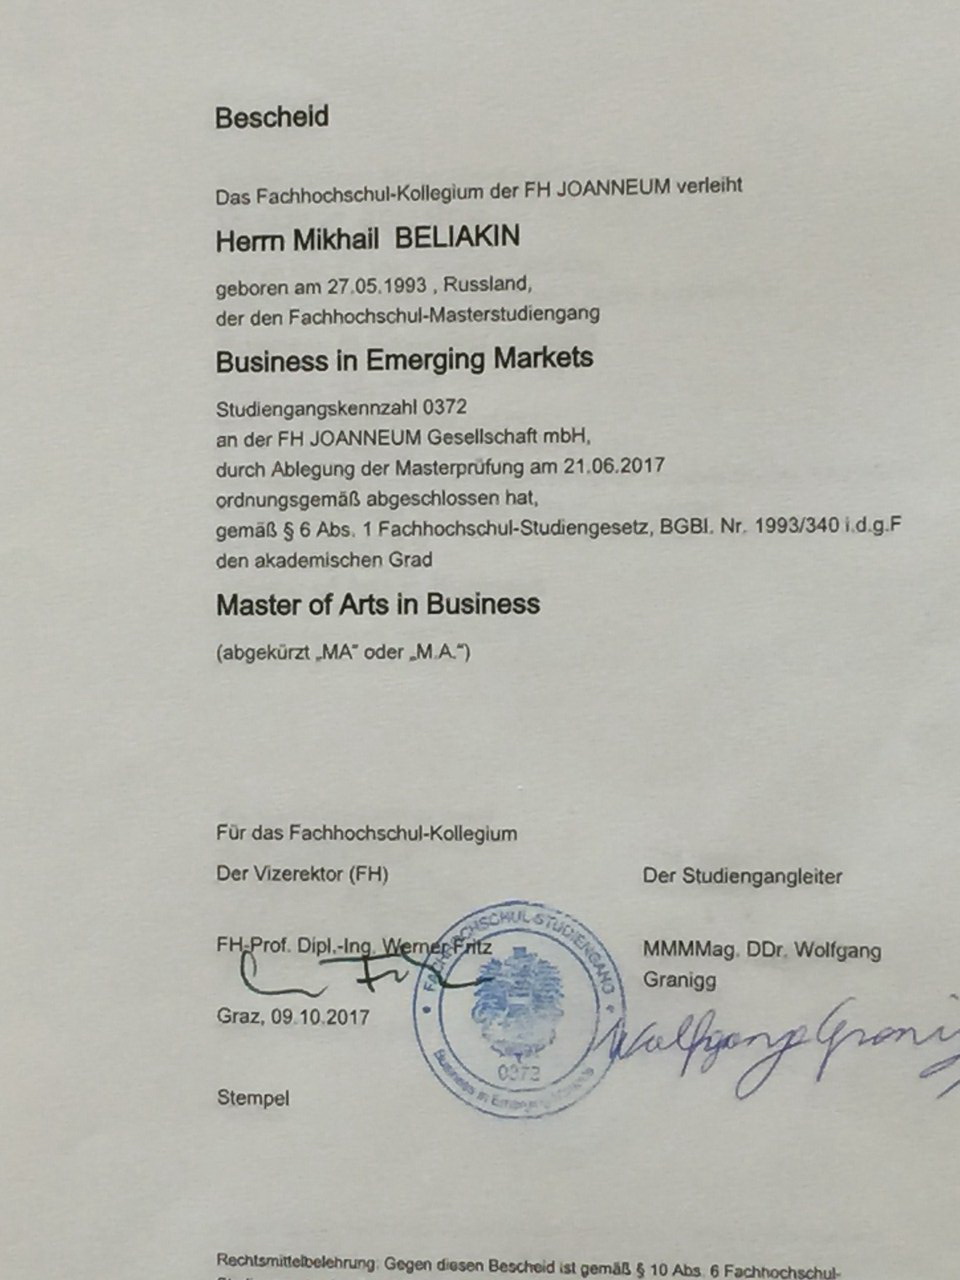 Bescheid
Das Fachhochschul-Kollegium der FH JOANNEUM verleiht
Herrn Mikhail BELIAKIN
geboren am 27.05.1993 , Russland,
der den Fachhochschul-Masterstudiengang
Business in Emerging Markets
Studiengangskennzahl 0372
an der FH JOANNEUM Gesellschaft mbH,
durch Ablegung der Masterprüfung am 21.06.2017
ordnungsgemäß abgeschlossen hat,
gemäß § 6 Abs. 1 Fachhochschul-Studiengesetz, BGBl. Nr. 1993/340 i.d.g.F
den akademischen Grad
Master of Arts in Business
(abgekürzt „MA“ oder „M.A.“)
Für das Fachhochschul-Kollegium
Der Vizerektor (FH)
Der Studiengangleiter
FH-Prof. Dipl.-Ing. Werner Fritz
MMMMag. DDr. Wolfgang
Granigg
Graz, 09.10.2017
FACHHOCHSCHUL-STUDIENGANG
0372
Business in Emerging Markets
Wolfgang Granig
Stempel
Rechtsmittelbelehrung: Gegen diesen Bescheid ist gemäß § 10 Abs. 6 Fachhochschul-